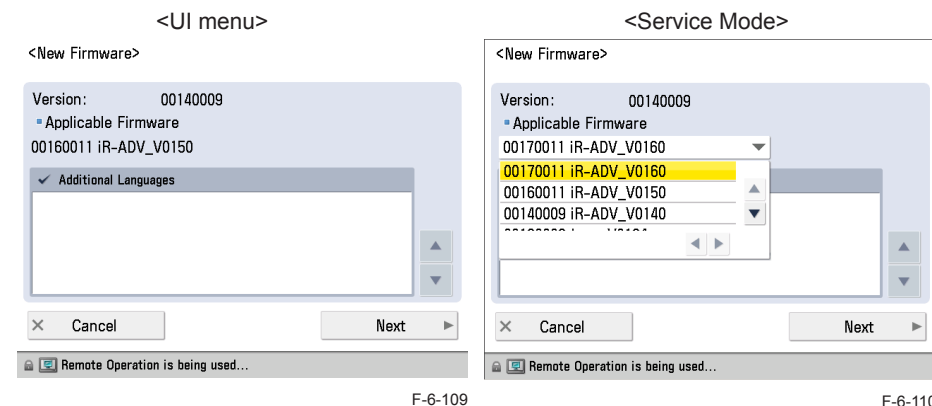 <UI menu>
<New Firmware>
Version: 00140009
Applicable Firmware
00160011 iR-ADV_V0150
Additional Languages
Cancel
Next
Remote Operation is being used...
F-6-109
<Service Mode>
<New Firmware>
Version: 00140009
Applicable Firmware
00170011 iR-ADV_V0160
00170011 iR-ADV_V0160
00160011 iR-ADV_V0150
00140009 iR-ADV_V0140
Cancel
Next
Remote Operation is being used...
F-6-110